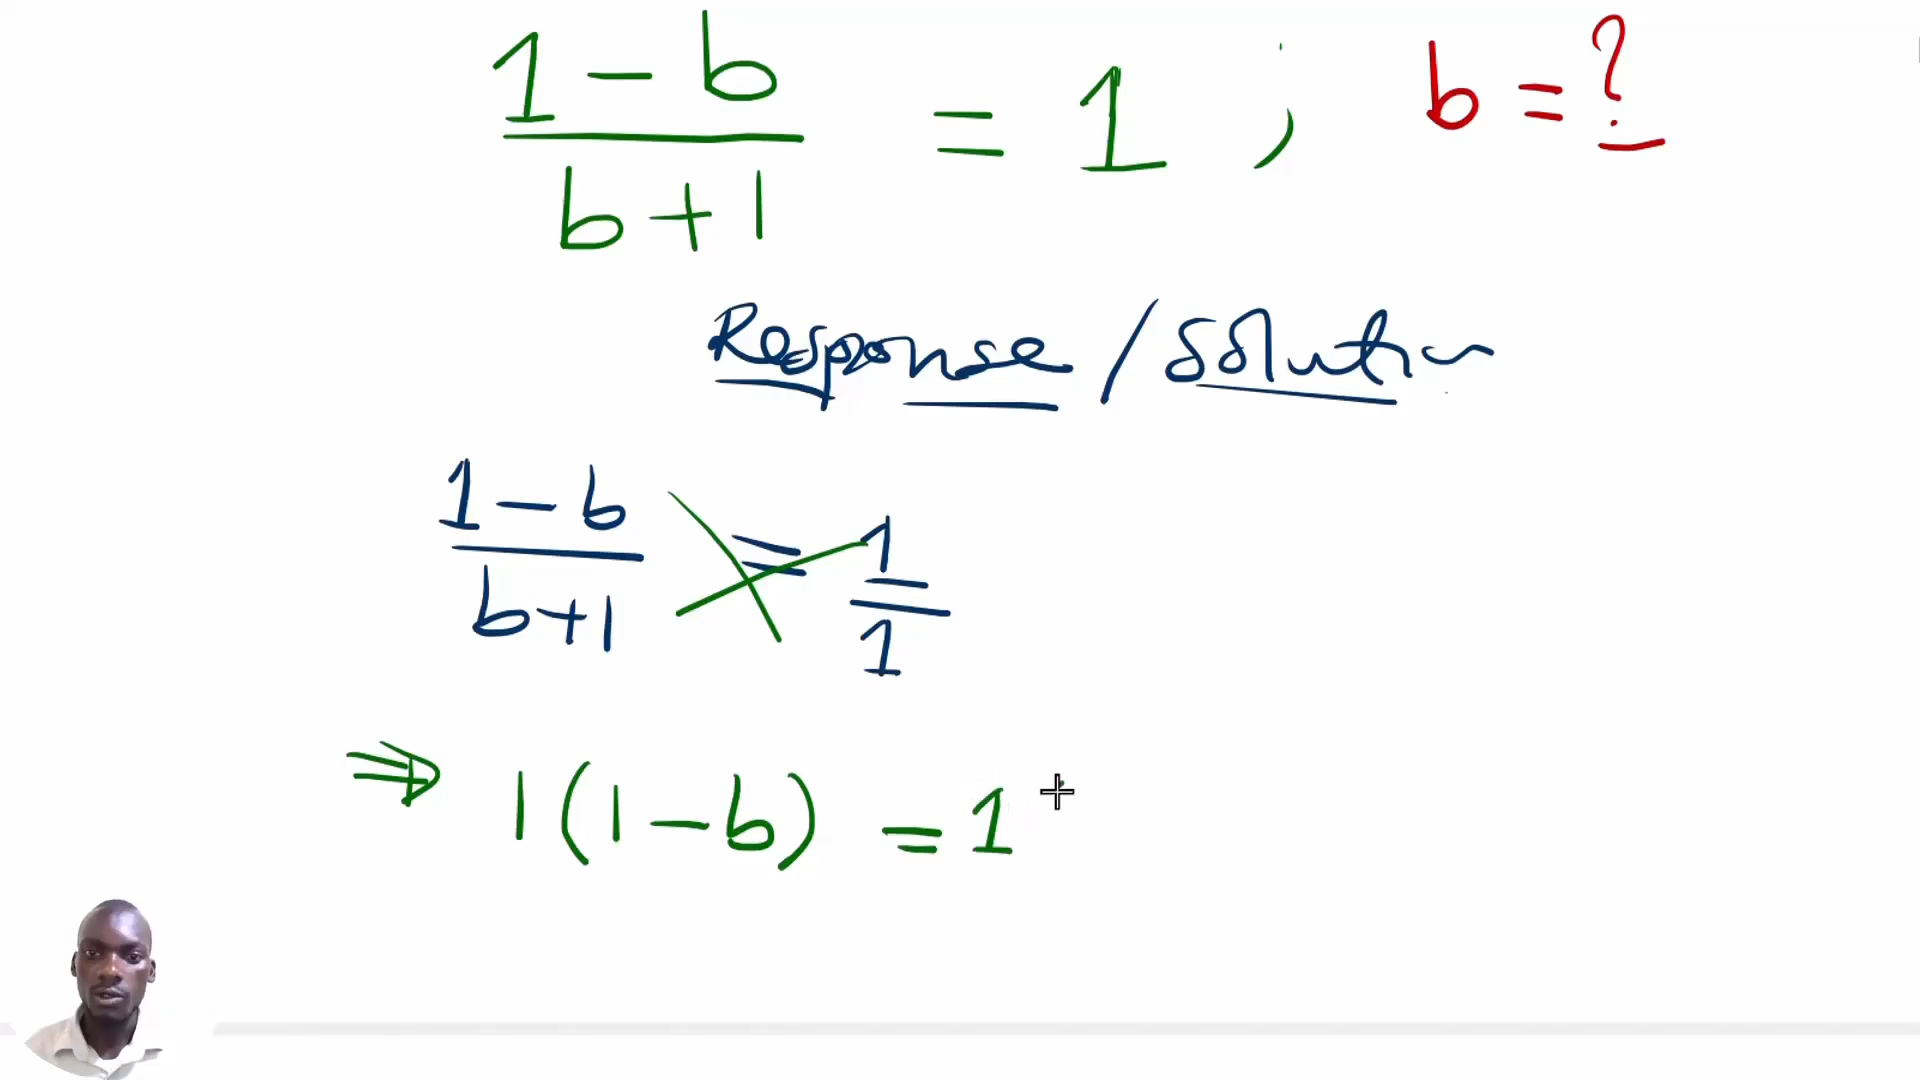 1 - b
b + 1
= 1 ; b = ?
Response / Solution
1 - b
b + 1
= 1
1
⇒ 1 ( 1 - b ) = 1